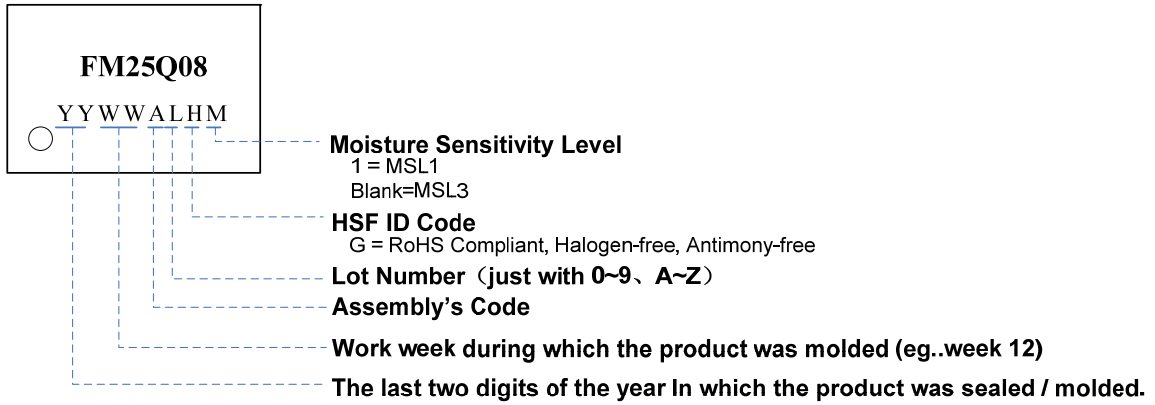 FM25Q08
YYWWALHM
Moisture Sensitivity Level
1 = MSL1
Blank=MSL3
HSF ID Code
G = RoHS Compliant, Halogen-free, Antimony-free
Lot Number（just with 0~9、A~Z）
Assembly's Code
Work week during which the product was molded (eg..week 12)
The last two digits of the year In which the product was sealed / molded.